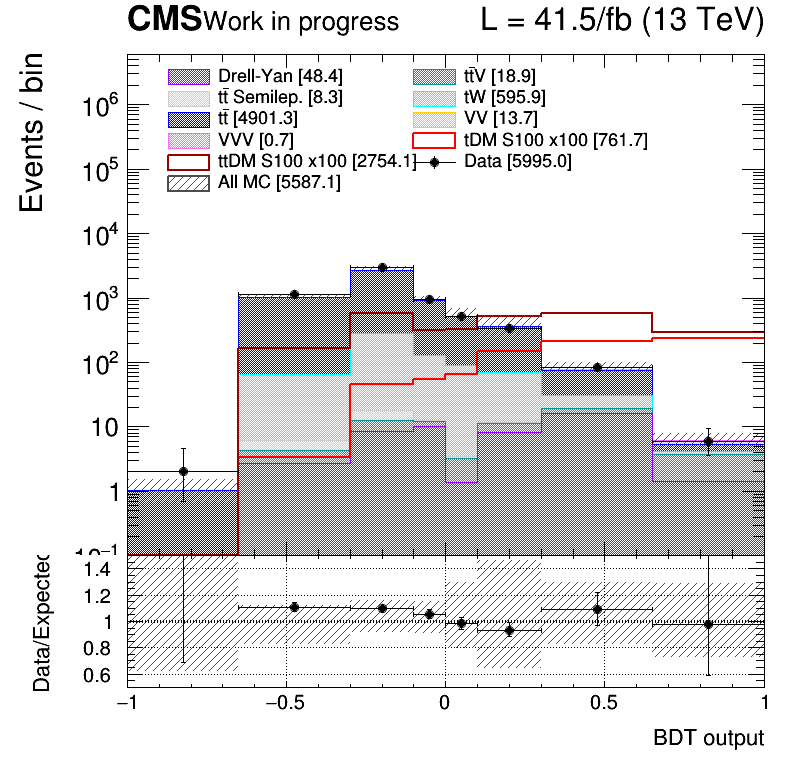 CMS Work in progress L = 41.5/fb (13 TeV)
Events / bin
Drell-Yan [48.4] tt̄V [18.9]
tt̄ Semilep. [8.3] tW [595.9]
tt̄ [4901.3] VV [13.7]
VVV [0.7] tDM S100 x100 [761.7]
ttDM S100 x100 [2754.1] Data [5995.0]
All MC [5587.1]
10⁶
10⁵
10⁴
10³
10²
10
1
10⁻¹
Data/Expected
1.4
1.2
1
0.8
0.6
−1 −0.5 0 0.5 1
BDT output